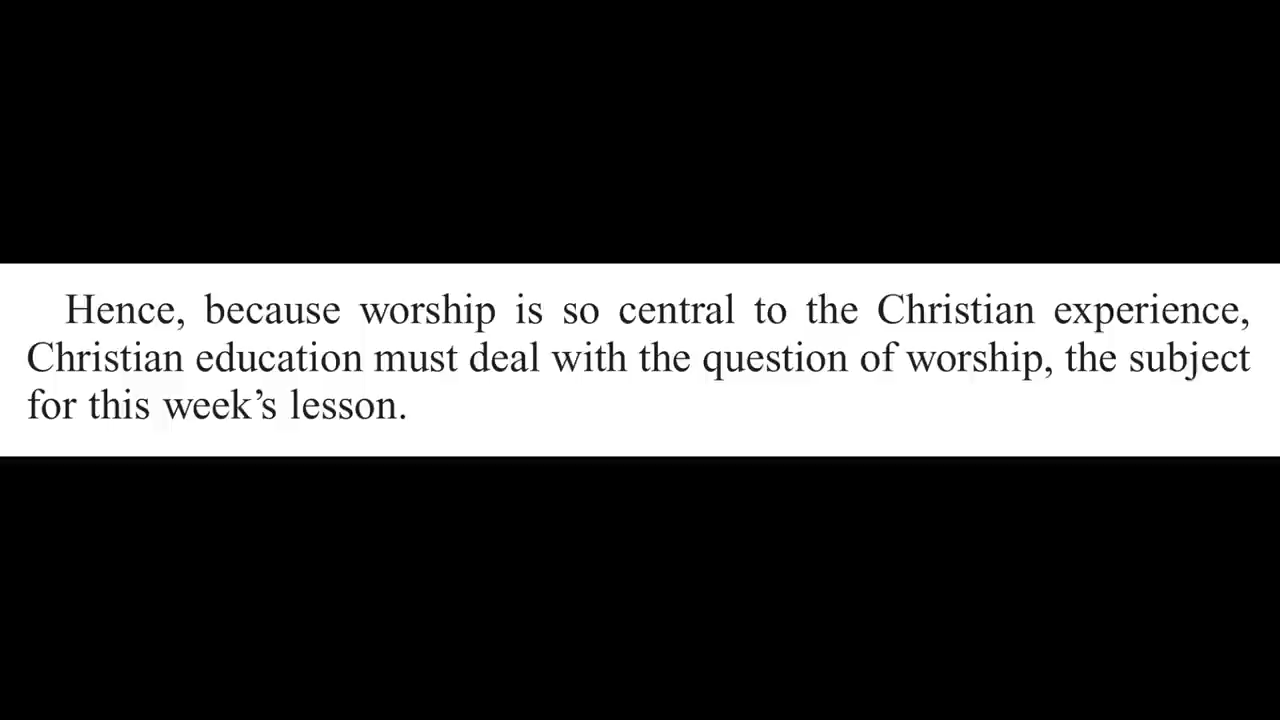 Hence, because worship is so central to the Christian experience,
Christian education must deal with the question of worship, the subject
for this week’s lesson.